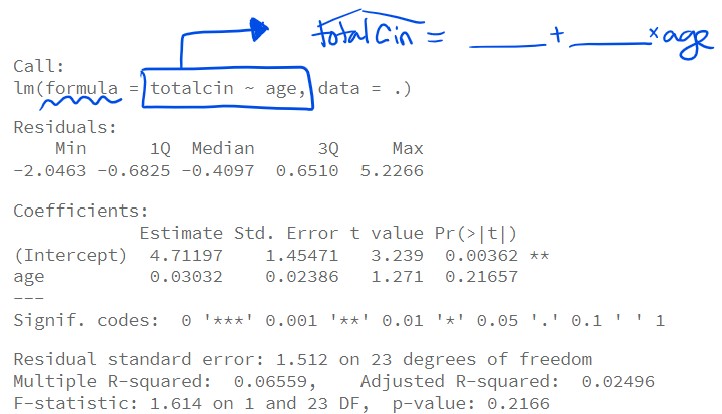 totalcin = ______ + ______ × age
Call:
lm(formula = totalcin ~ age, data = .)
Residuals:
Min 1Q Median 3Q Max
-2.0463 -0.6825 -0.4097 0.6510 5.2266
Coefficients:
Estimate Std. Error t value Pr(>|t|)
(Intercept) 4.71197 1.45471 3.239 0.00362 **
age 0.03032 0.02386 1.271 0.21657
---
Signif. codes: 0 '***' 0.001 '**' 0.01 '*' 0.05 '.' 0.1 ' ' 1
Residual standard error: 1.512 on 23 degrees of freedom
Multiple R-squared: 0.06559, Adjusted R-squared: 0.02496
F-statistic: 1.614 on 1 and 23 DF, p-value: 0.2166